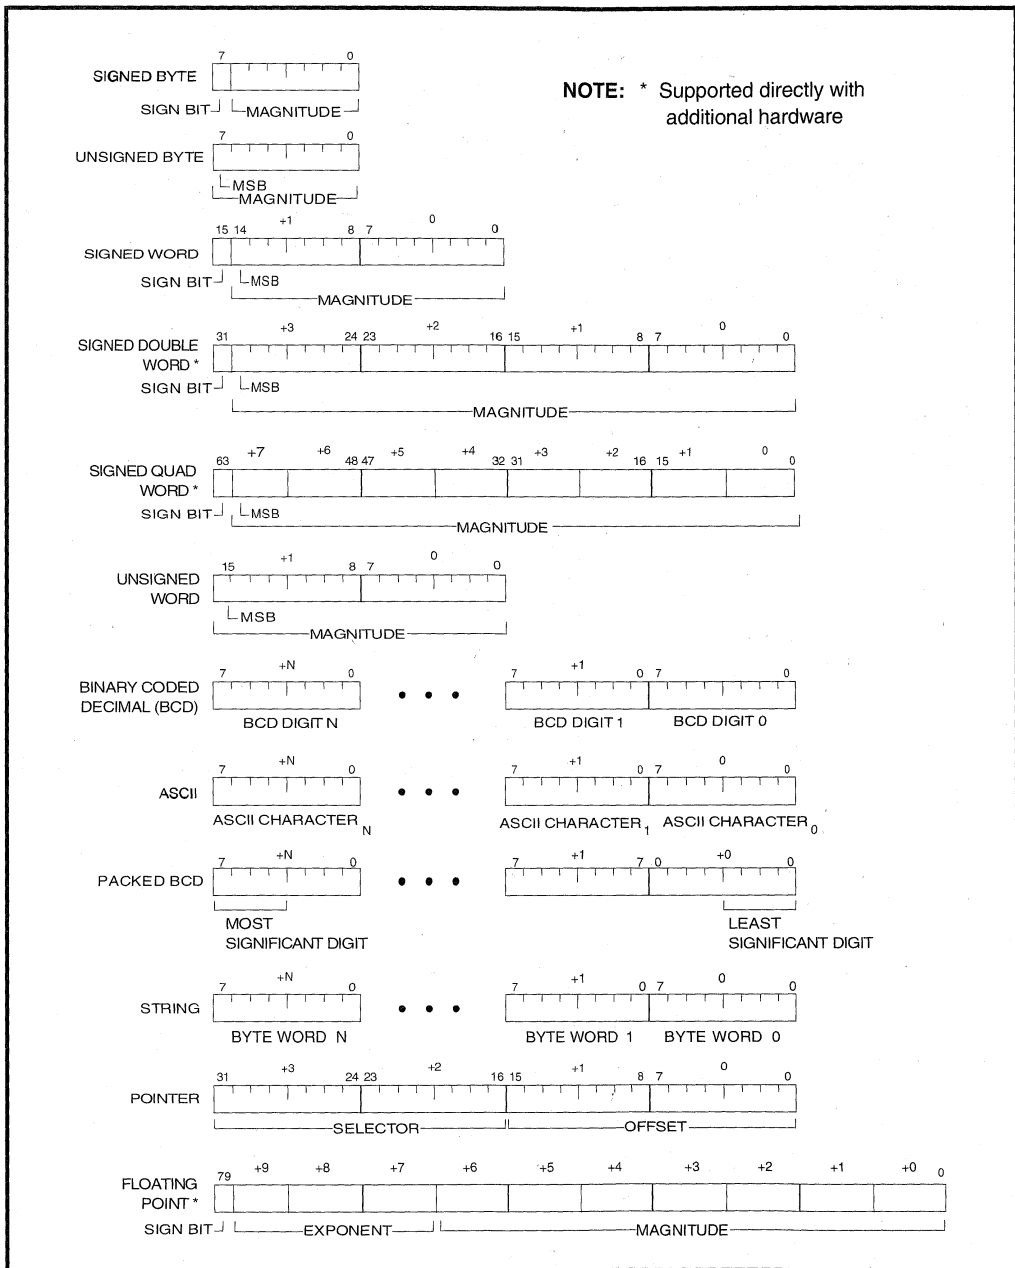 7 0
SIGNED BYTE
NOTE: * Supported directly with
additional hardware
SIGN BIT MAGNITUDE
7 0
UNSIGNED BYTE
MSB
MAGNITUDE
+1 0
15 14 8 7 0
SIGNED WORD
SIGN BIT MSB
MAGNITUDE
+3 +2 +1 0
31 24 23 16 15 8 7 0
SIGNED DOUBLE
WORD *
SIGN BIT MSB
MAGNITUDE
+7 +6 +5 +4 +3 +2 +1 0
63 48 47 32 31 16 15 0
SIGNED QUAD
WORD *
SIGN BIT MSB
MAGNITUDE
+1 0
15 8 7 0
UNSIGNED
WORD
MSB
MAGNITUDE
+N +1 0
7 0 7 0 7 0
BINARY CODED
DECIMAL (BCD)
• • •
BCD DIGIT N BCD DIGIT 1 BCD DIGIT 0
+N +1 0
7 0 7 0 7 0
ASCII • • •
ASCII CHARACTER N ASCII CHARACTER 1 ASCII CHARACTER 0
+N +1 +0
7 0 7 7 0 0
PACKED BCD • • •
MOST
SIGNIFICANT DIGIT
LEAST
SIGNIFICANT DIGIT
+N +1 0
7 0 7 0 7 0
STRING • • •
BYTE WORD N BYTE WORD 1 BYTE WORD 0
+3 +2 +1 0
31 24 23 16 15 8 7 0
POINTER
SELECTOR OFFSET
+9 +8 +7 +6 +5 +4 +3 +2 +1 +0
79 0
FLOATING
POINT *
SIGN BIT EXPONENT MAGNITUDE